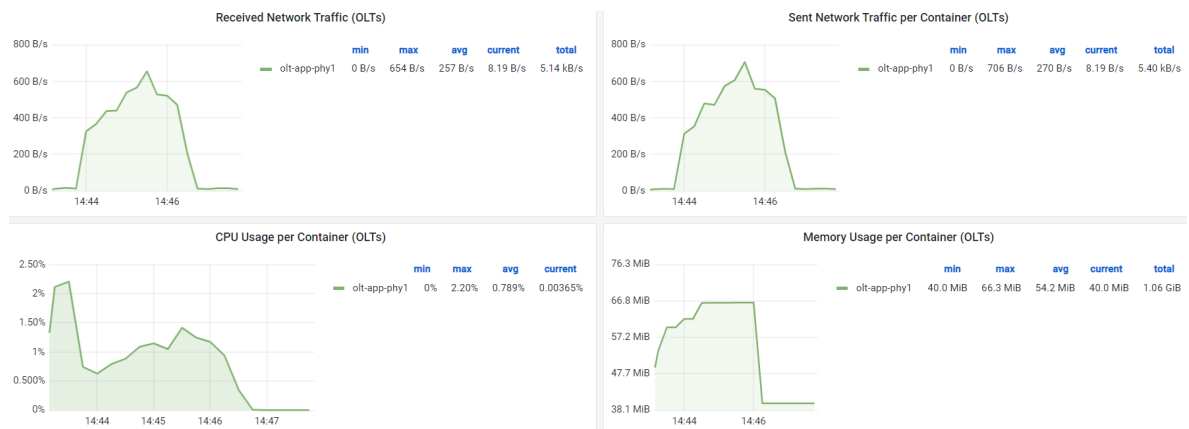 Received Network Traffic (OLTs)
800 B/s
600 B/s
400 B/s
200 B/s
0 B/s
14:44 14:46
min max avg current total
olt-app-phy1 0 B/s 654 B/s 257 B/s 8.19 B/s 5.14 kB/s
Sent Network Traffic per Container (OLTs)
800 B/s
600 B/s
400 B/s
200 B/s
0 B/s
14:44 14:46
min max avg current total
olt-app-phy1 0 B/s 706 B/s 270 B/s 8.19 B/s 5.40 kB/s
CPU Usage per Container (OLTs)
2.50%
2%
1.50%
1%
0.500%
0%
14:44 14:45 14:46 14:47
min max avg current
olt-app-phy1 0% 2.20% 0.789% 0.00365%
Memory Usage per Container (OLTs)
76.3 MiB
66.8 MiB
57.2 MiB
47.7 MiB
38.1 MiB
14:44 14:46
min max avg current total
olt-app-phy1 40.0 MiB 66.3 MiB 54.2 MiB 40.0 MiB 1.06 GiB